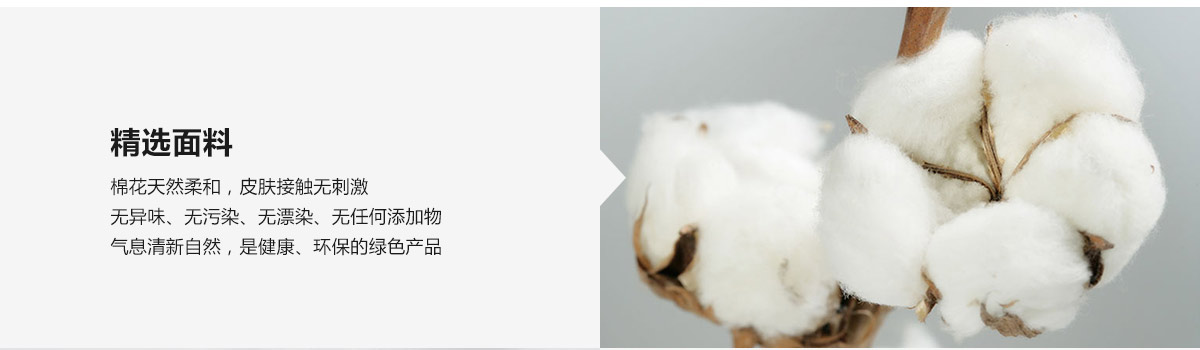 精选面料
棉花天然柔和，皮肤接触无刺激
无异味、无污染、无漂染、无任何添加物
气息清新自然，是健康、环保的绿色产品